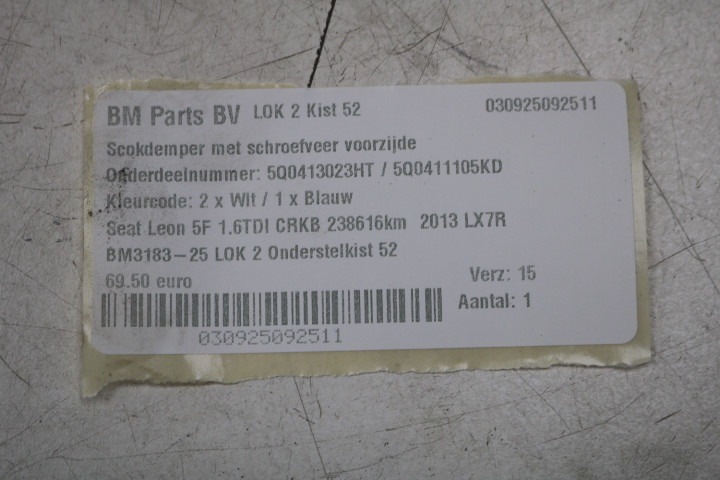 BM Parts BV LOK 2 Kist 52 030925092511
Scokdemper met schroefveer voorzijde
Onderdeelnummer: 5Q0413023HT / 5Q0411105KD
Kleurcode: 2 x Wit / 1 x Blauw
Seat Leon 5F 1.6TDI CRKB 238616km 2013 LX7R
BM3183-25 LOK 2 Onderstelkist 52
69.50 euro Verz: 15
Aantal: 1
030925092511